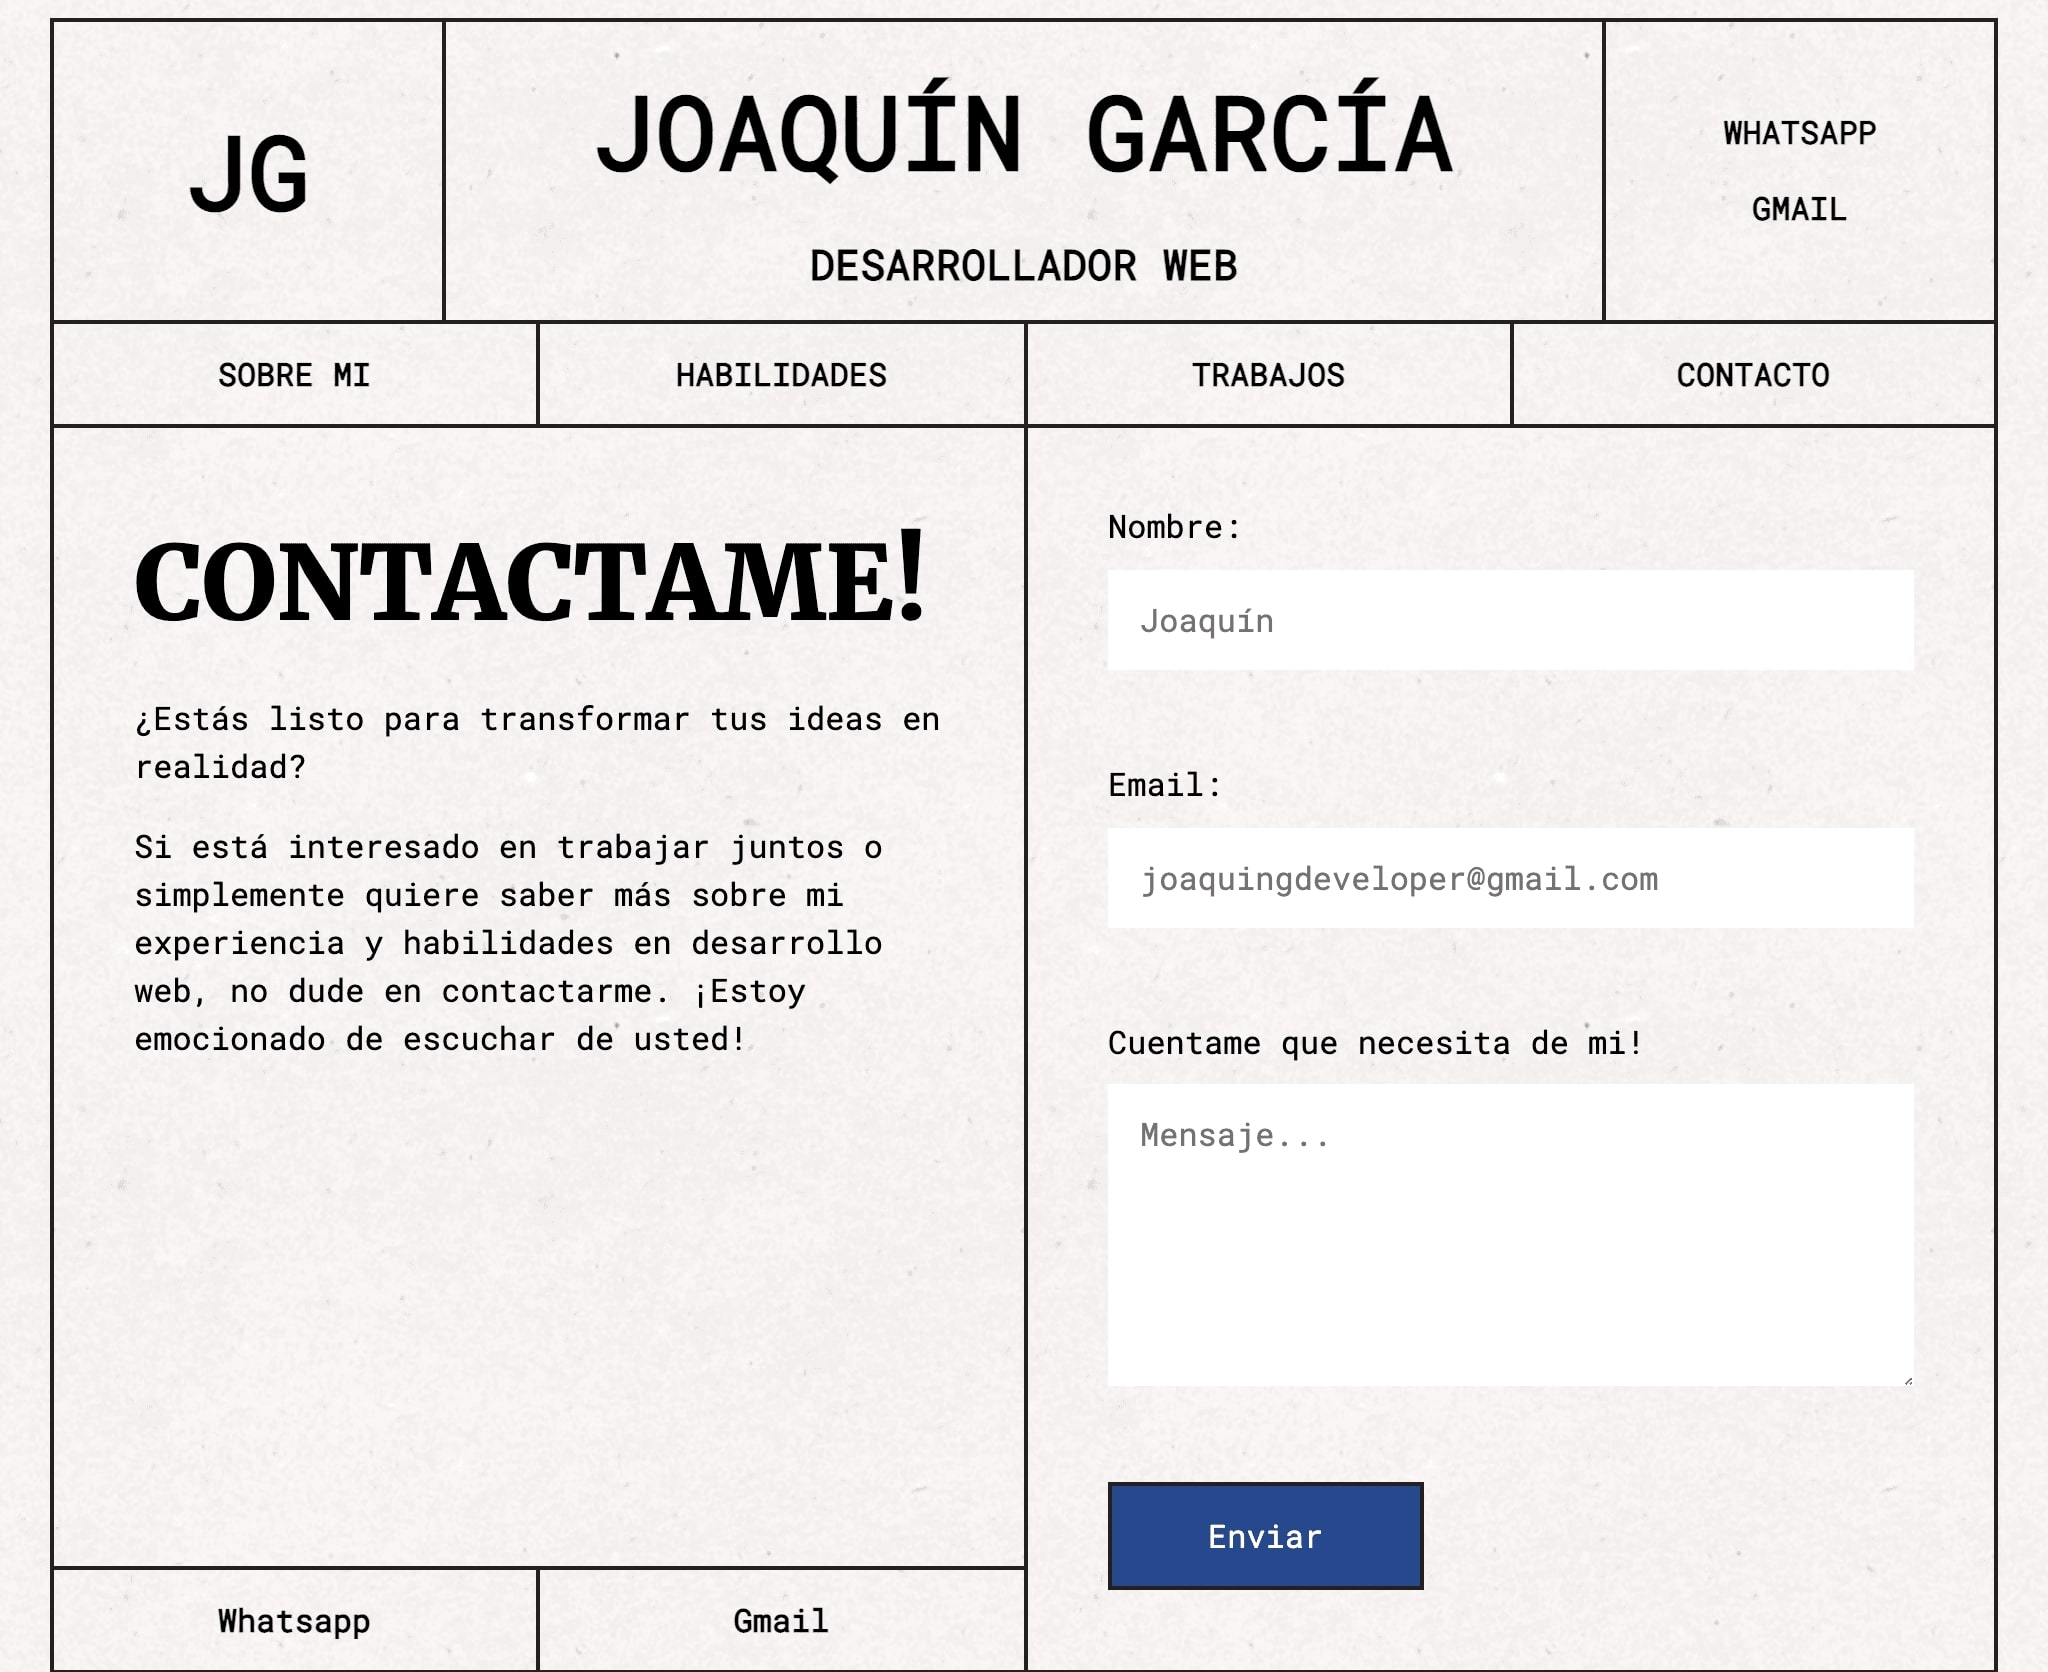 JG
JOAQUÍN GARCÍA
DESARROLLADOR WEB
WHATSAPP
GMAIL
SOBRE MI
HABILIDADES
TRABAJOS
CONTACTO
CONTACTAME!
¿Estás listo para transformar tus ideas en
realidad?
Si está interesado en trabajar juntos o
simplemente quiere saber más sobre mi
experiencia y habilidades en desarrollo
web, no dude en contactarme. ¡Estoy
emocionado de escuchar de usted!
Whatsapp
Gmail
Nombre:
Joaquín
Email:
joaquingdeveloper@gmail.com
Cuentame que necesita de mi!
Mensaje...
Enviar